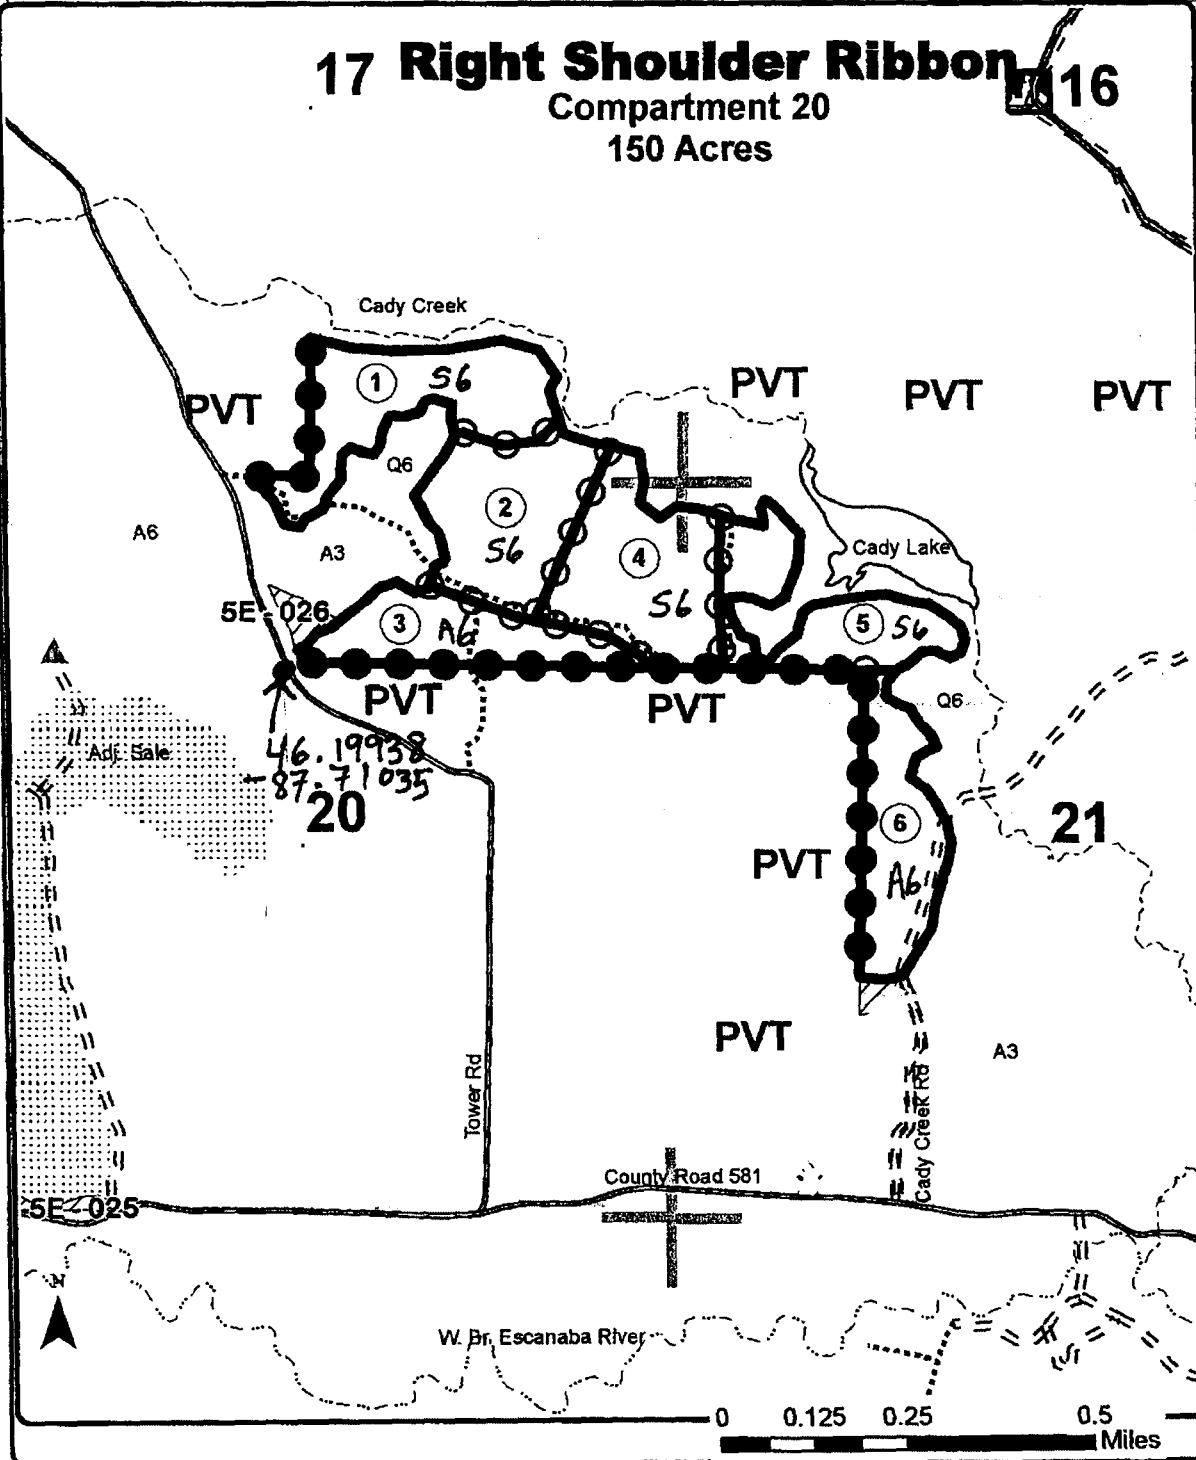 17 Right Shoulder Ribbon 16
Compartment 20
150 Acres
Cady Creek
PVT
1 S6
PVT PVT PVT
Q6
2
S6
A6
A3
4
Cady Lake
5E - 026
3 A6
S6
5 S6
PVT PVT
Q6
Adj. Sale
46.19938
-87.71035
20
6
21
PVT
A6
PVT
A3
Tower Rd
Cady Creek Rd
County Road 581
5E - 025
N
W. Br. Escanaba River
0 0.125 0.25 0.5
Miles